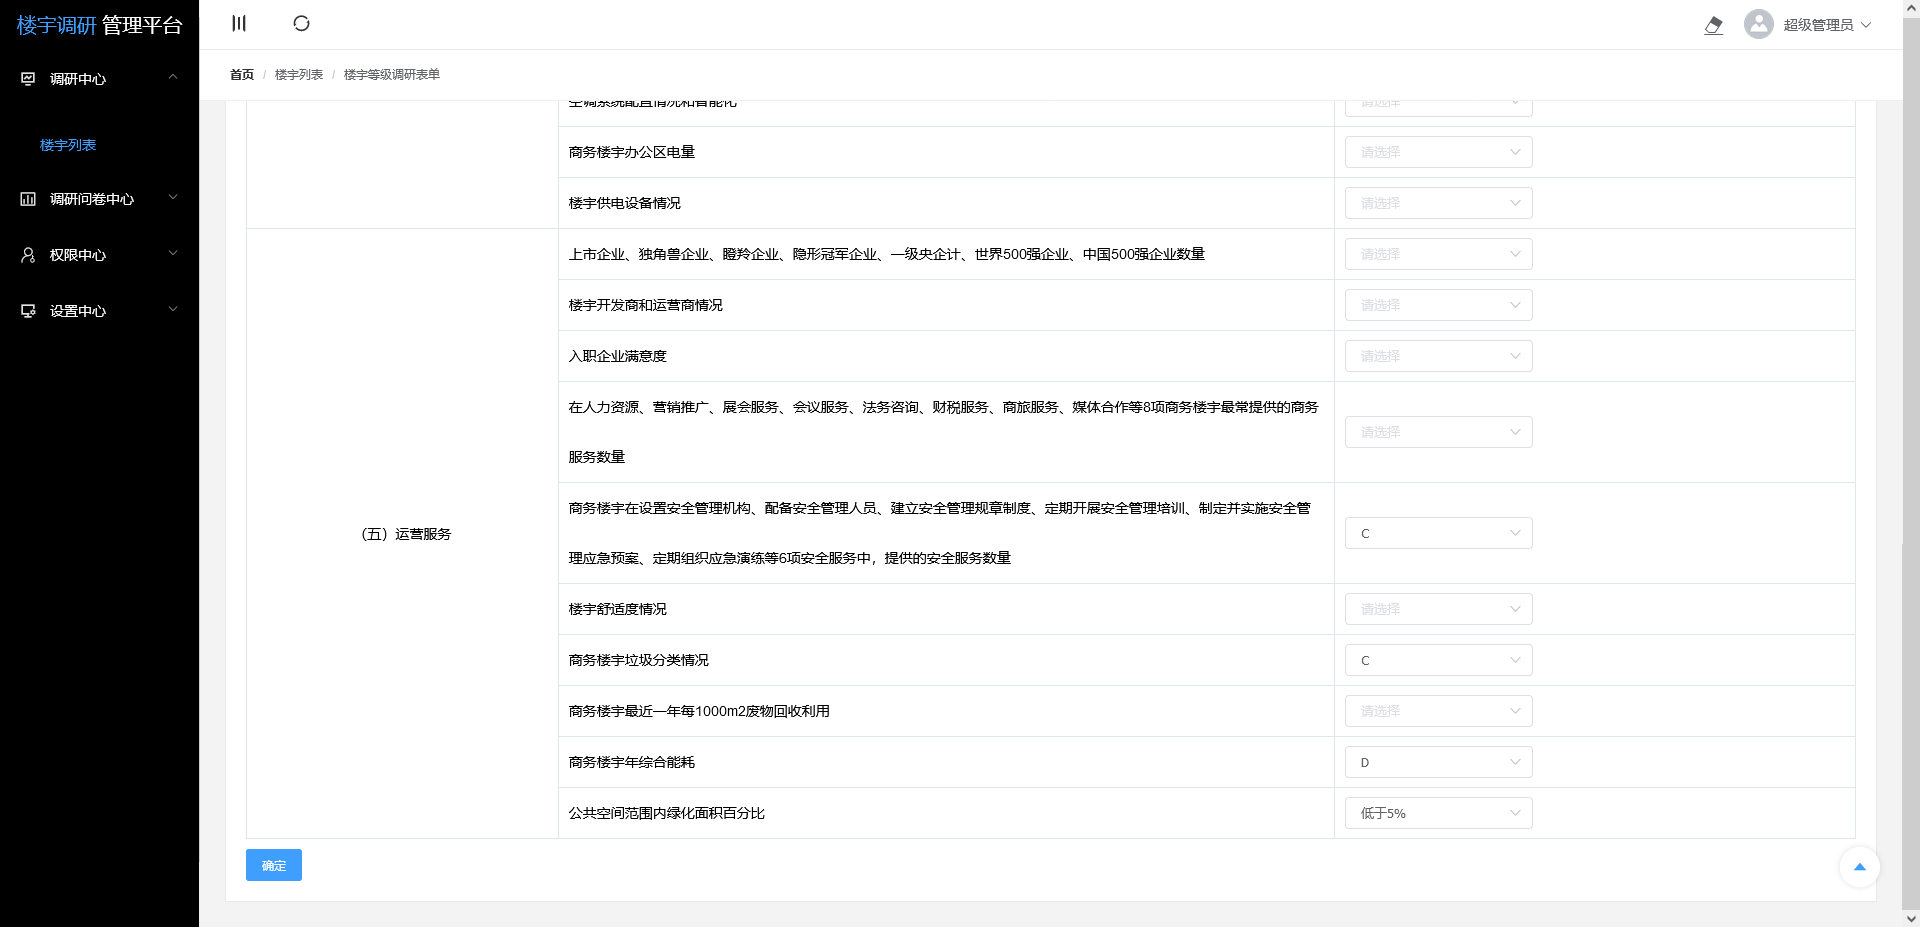 楼宇调研 管理平台
超级管理员
调研中心
楼宇列表
调研问卷中心
权限中心
设置中心
首页 / 楼宇列表 / 楼宇等级调研表单
空调系统配置情况和智能化
请选择
商务楼宇办公区电量
请选择
楼宇供电设备情况
请选择
（五）运营服务
上市企业、独角兽企业、瞪羚企业、隐形冠军企业、一级央企计、世界500强企业、中国500强企业数量
请选择
楼宇开发商和运营商情况
请选择
入职企业满意度
请选择
在人力资源、营销推广、展会服务、会议服务、法务咨询、财税服务、商旅服务、媒体合作等8项商务楼宇最常提供的商务
服务数量
请选择
商务楼宇在设置安全管理机构、配备安全管理人员、建立安全管理规章制度、定期开展安全管理培训、制定并实施安全管
理应急预案、定期组织应急演练等6项安全服务中，提供的安全服务数量
C
楼宇舒适度情况
请选择
商务楼宇垃圾分类情况
C
商务楼宇最近一年每1000m2废物回收利用
请选择
商务楼宇年综合能耗
D
公共空间范围内绿化面积百分比
低于5%
确定